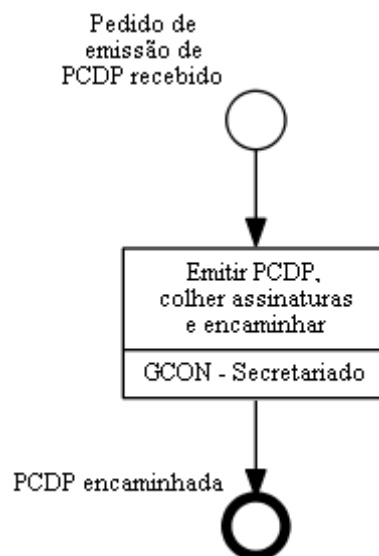 Pedido de
emissão de
PCDP recebido
Emitir PCDP,
colher assinaturas
e encaminhar
GCON - Secretariado
PCDP encaminhada